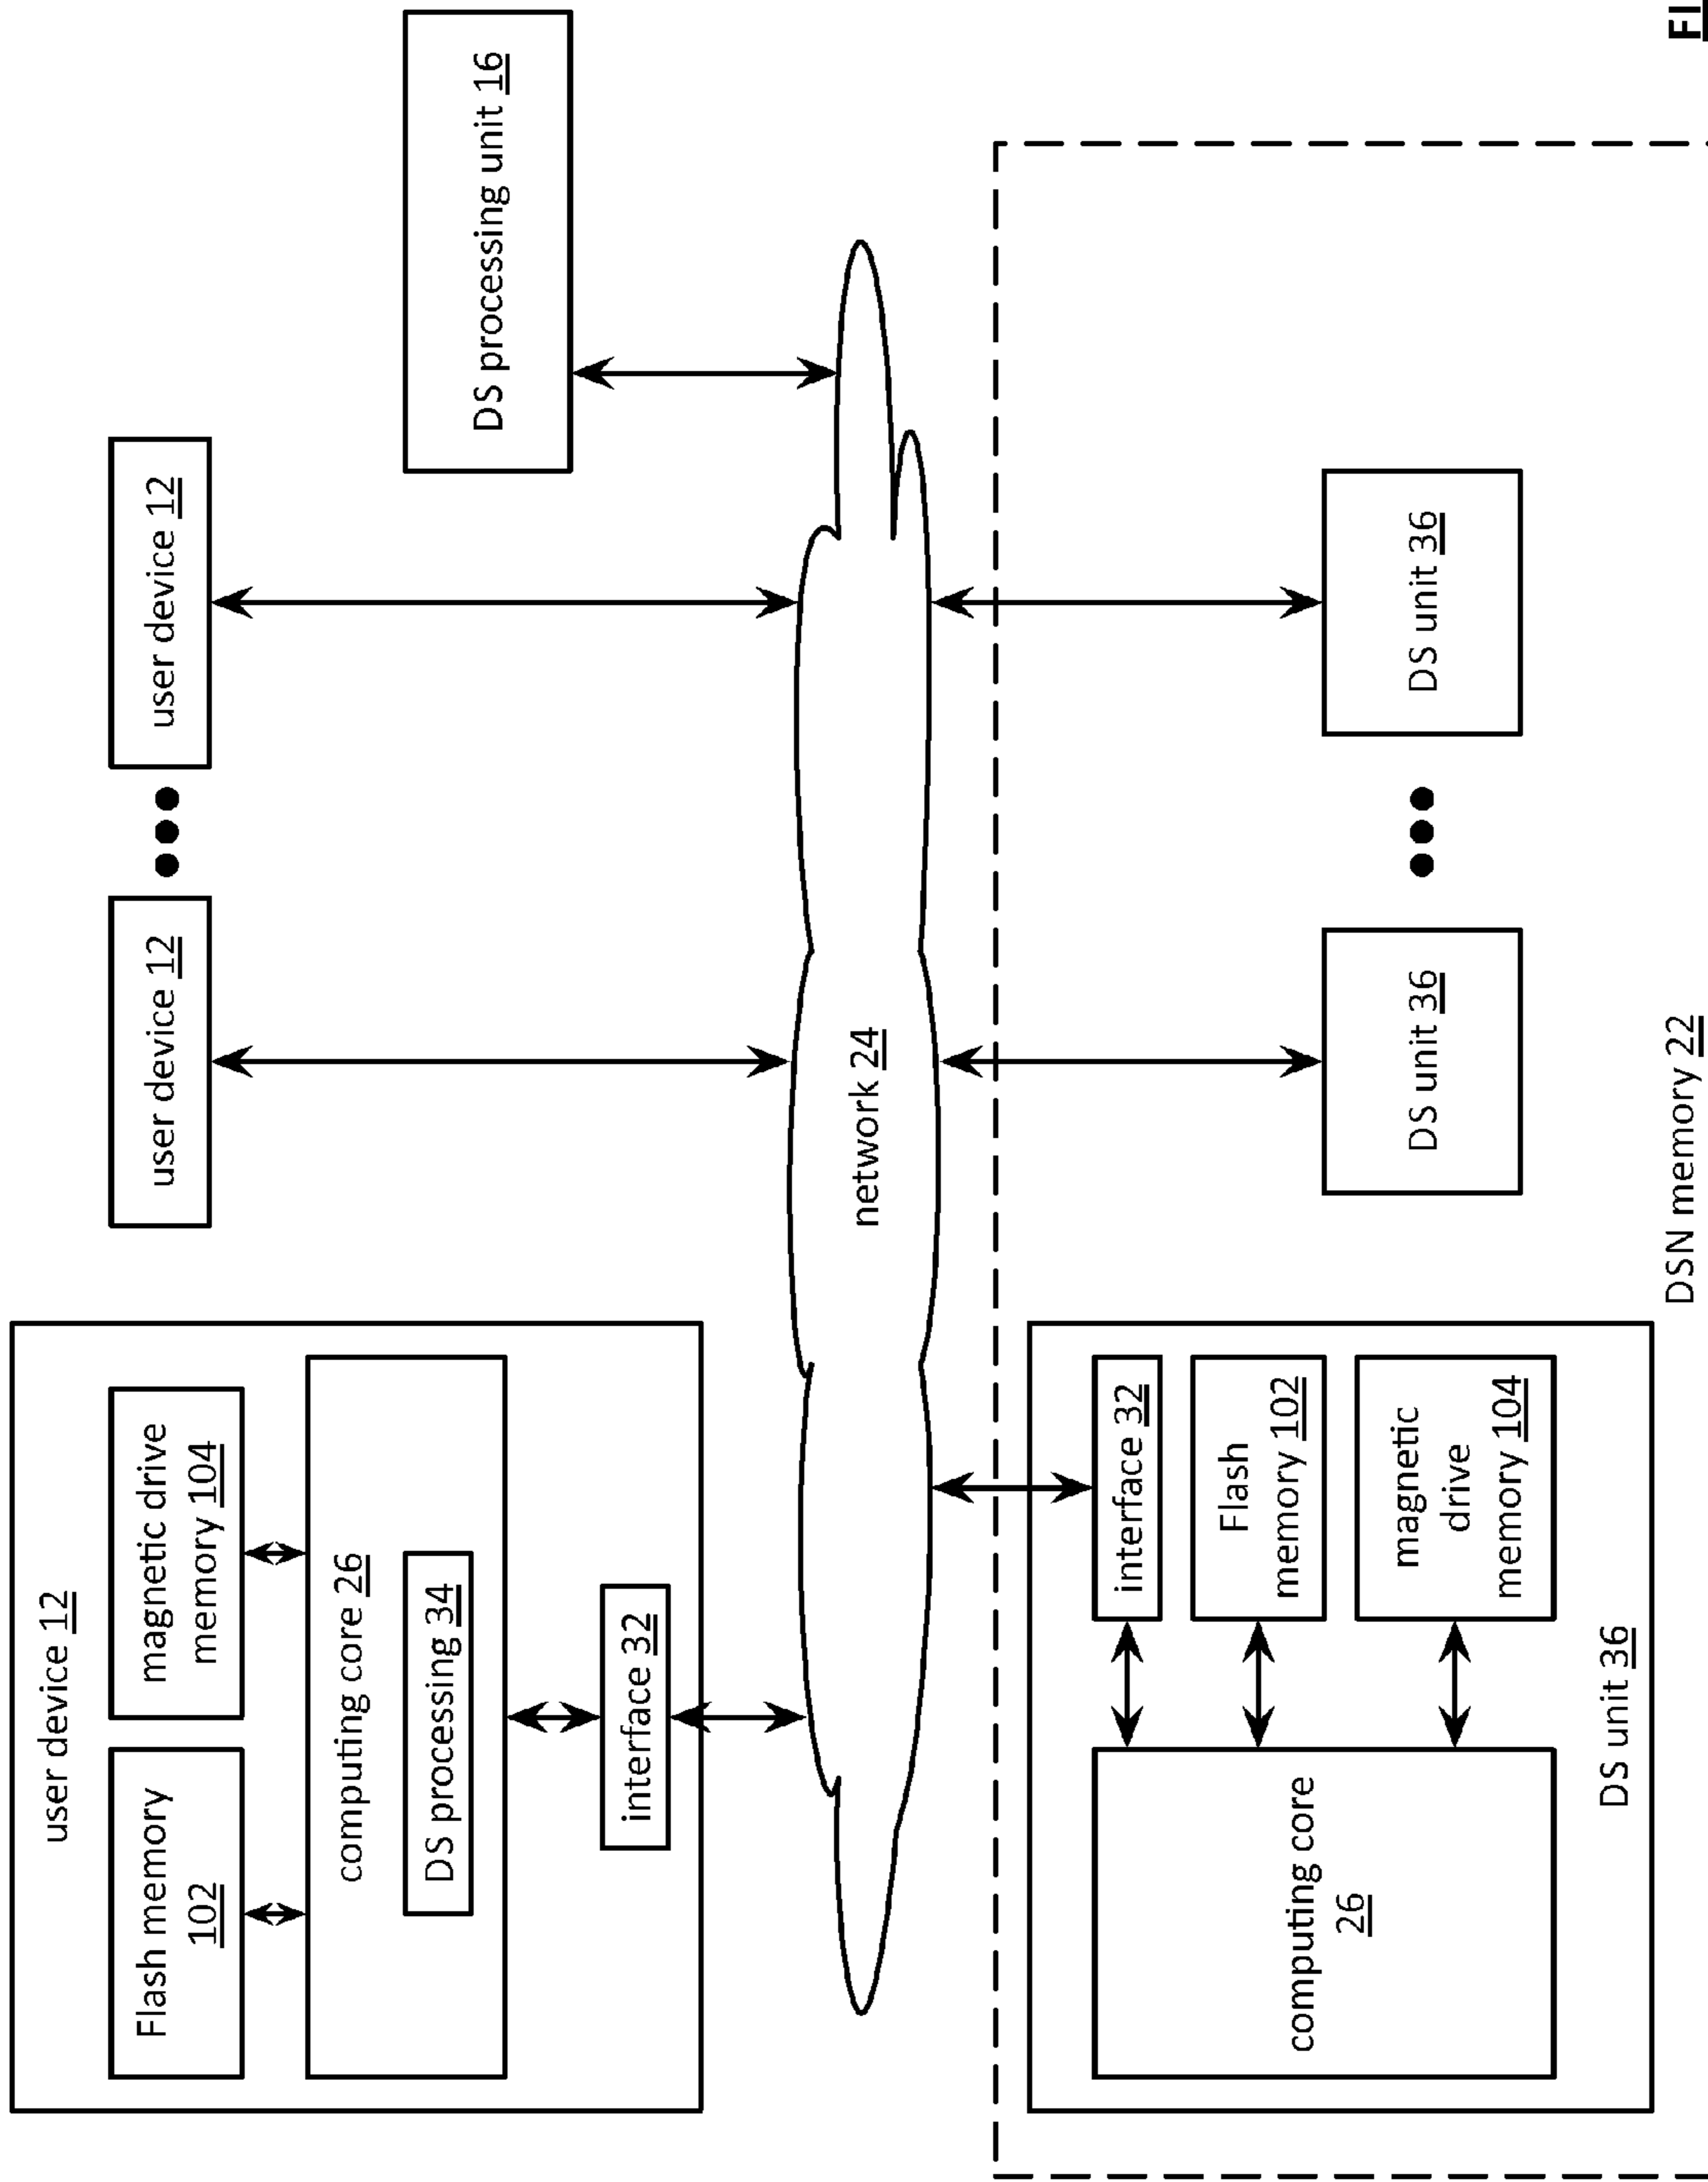 user device 12
Flash memory
102
magnetic drive
memory 104
computing core 26
DS processing 34
interface 32
user device 12
user device 12
DS processing unit 16
network 24
computing core
26
interface 32
Flash
memory 102
magnetic
drive
memory 104
DS unit 36
DS unit 36
DS unit 36
DSN memory 22